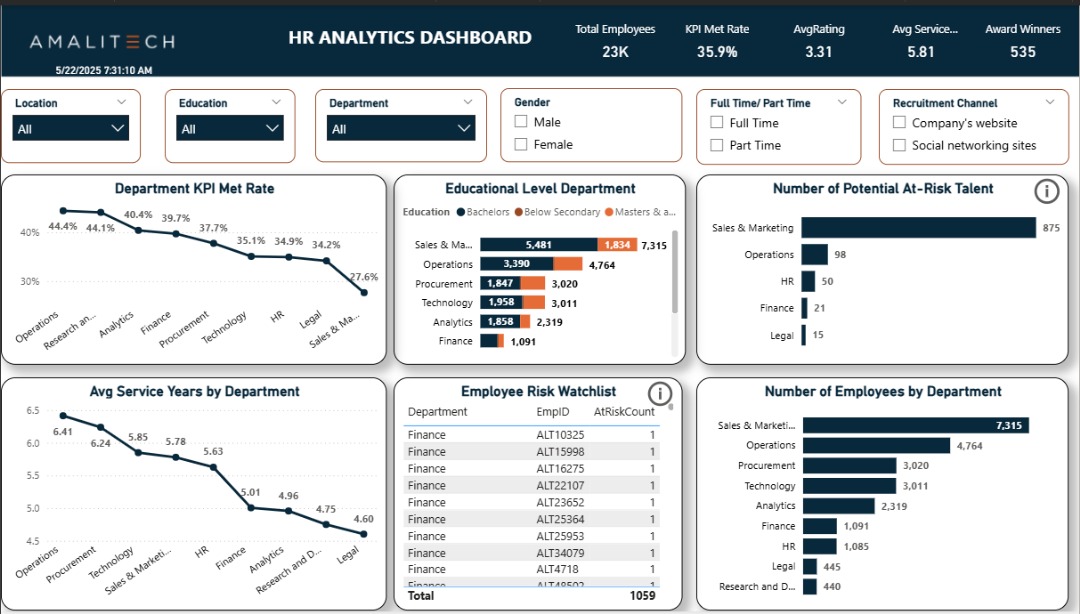 AMALITECH
5/22/2025 7:31:10 AM
HR ANALYTICS DASHBOARD
Total Employees
23K
KPI Met Rate
35.9%
AvgRating
3.31
Avg Service...
5.81
Award Winners
535
Location
All
Education
All
Department
All
Gender
Male
Female
Full Time/ Part Time
Full Time
Part Time
Recruitment Channel
Company's website
Social networking sites
Department KPI Met Rate
40%
30%
44.4%
44.1%
40.4%
39.7%
37.7%
35.1%
34.9%
34.2%
27.6%
Operations
Research an...
Analytics
Finance
Procurement
Technology
HR
Legal
Sales & Ma...
Educational Level Department
Education Bachelors Below Secondary Masters & a...
Sales & Ma... 5,481 1,834 7,315
Operations 3,390 4,764
Procurement 1,847 3,020
Technology 1,958 3,011
Analytics 1,858 2,319
Finance 1,091
Number of Potential At-Risk Talent
i
Sales & Marketing 875
Operations 98
HR 50
Finance 21
Legal 15
Avg Service Years by Department
6.5
6.0
5.5
5.0
4.5
6.41
6.24
5.85
5.78
5.63
5.01
4.96
4.75
4.60
Operations
Procurement
Technology
Sales & Marketi...
HR
Finance
Analytics
Research and D...
Legal
Employee Risk Watchlist
i
Department EmpID AtRiskCount
Finance ALT10325 1
Finance ALT15998 1
Finance ALT16275 1
Finance ALT22107 1
Finance ALT23652 1
Finance ALT25364 1
Finance ALT25953 1
Finance ALT34079 1
Finance ALT4718 1
Finance ALT48502 1
Total 1059
Number of Employees by Department
Sales & Marketi... 7,315
Operations 4,764
Procurement 3,020
Technology 3,011
Analytics 2,319
Finance 1,091
HR 1,085
Legal 445
Research and D... 440